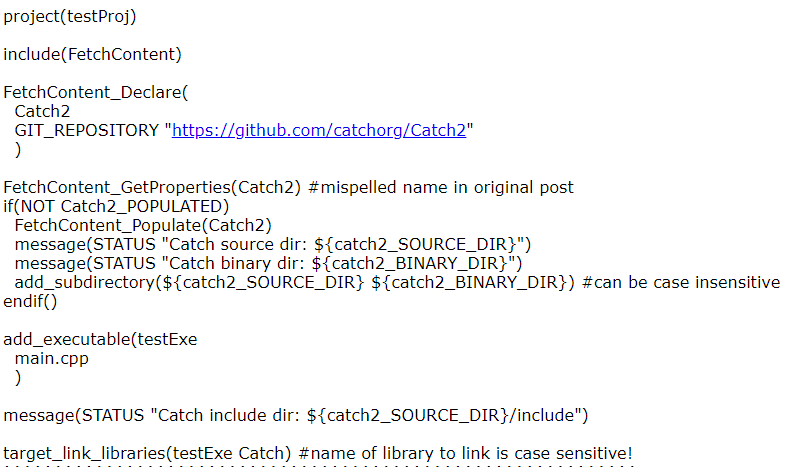 project(testProj)
include(FetchContent)
FetchContent_Declare(
Catch2
GIT_REPOSITORY "https://github.com/catchorg/Catch2"
)
FetchContent_GetProperties(Catch2) #mispelled name in original post
if(NOT Catch2_POPULATED)
FetchContent_Populate(Catch2)
message(STATUS "Catch source dir: ${catch2_SOURCE_DIR}")
message(STATUS "Catch binary dir: ${catch2_BINARY_DIR}")
add_subdirectory(${catch2_SOURCE_DIR} ${catch2_BINARY_DIR}) #can be case insensitive
endif()
add_executable(testExe
main.cpp
)
message(STATUS "Catch include dir: ${catch2_SOURCE_DIR}/include")
target_link_libraries(testExe Catch) #name of library to link is case sensitive!